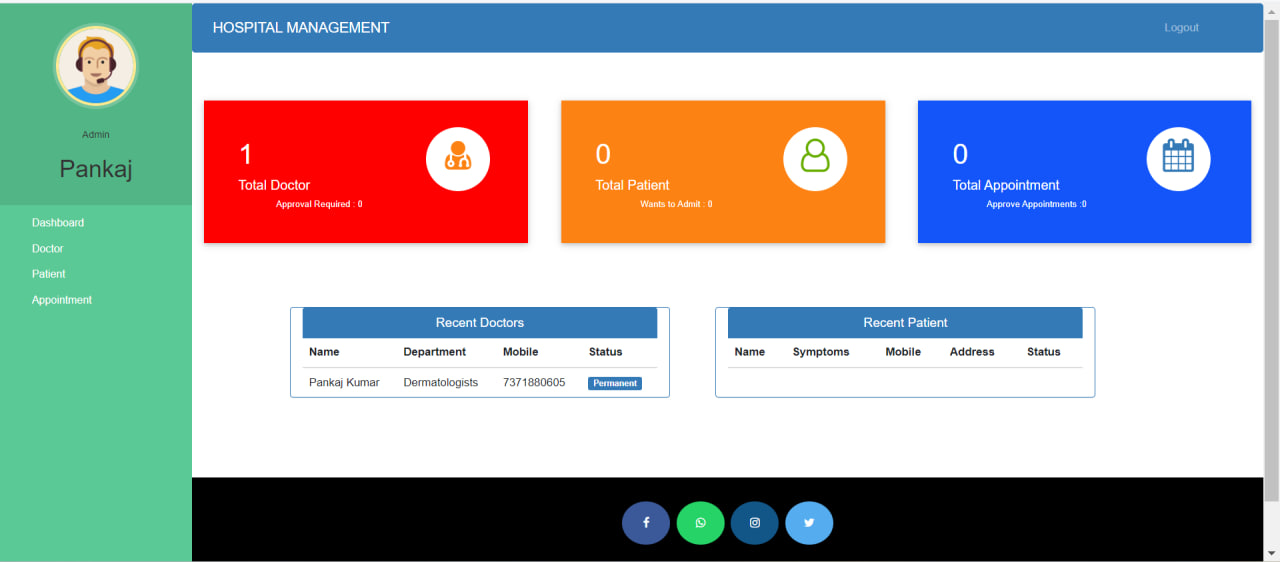 HOSPITAL MANAGEMENT Logout
Admin
Pankaj
Dashboard
Doctor
Patient
Appointment
1
Total Doctor
Approval Required : 0
0
Total Patient
Wants to Admit : 0
0
Total Appointment
Approve Appointments :0
Recent Doctors
Name Department Mobile Status
Pankaj Kumar Dermatologists 7371880605 Permanent
Recent Patient
Name Symptoms Mobile Address Status